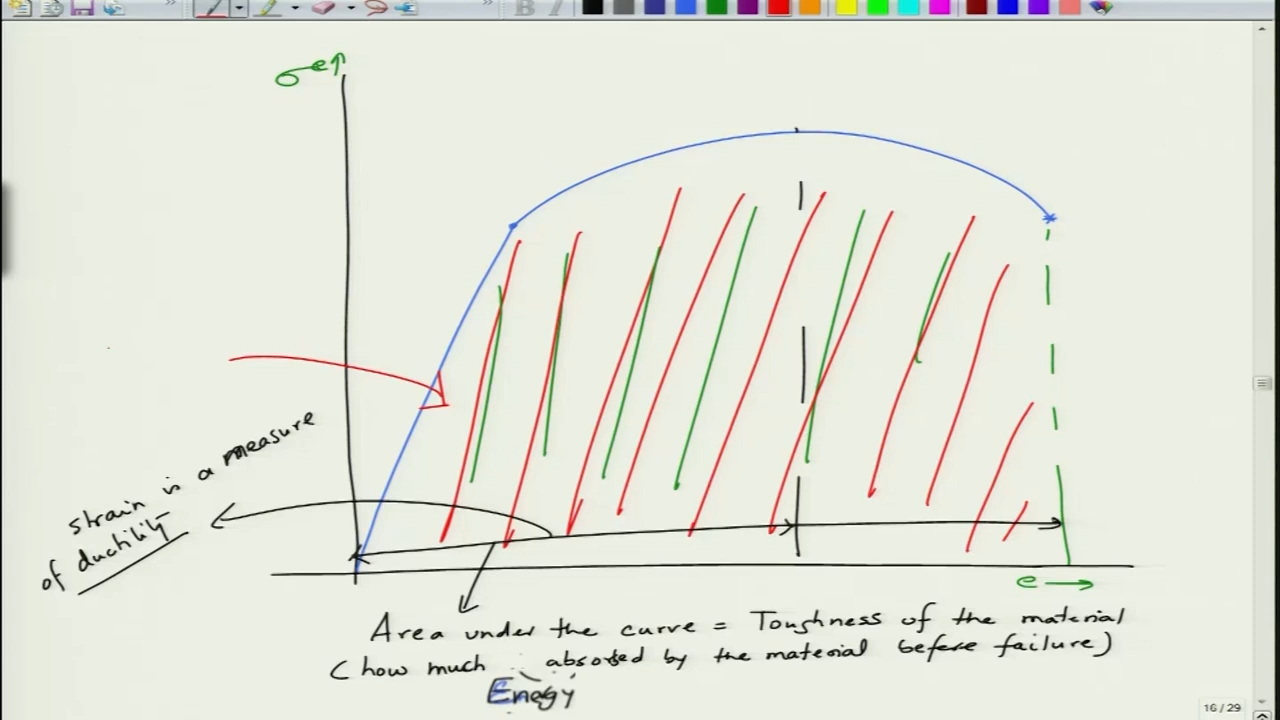 B I
σᵉ↑
strain is a measure
of ductility
e →
Area under the curve = Toughness of the material
(how much absorbed by the material before failure)
Enegy
16 / 29